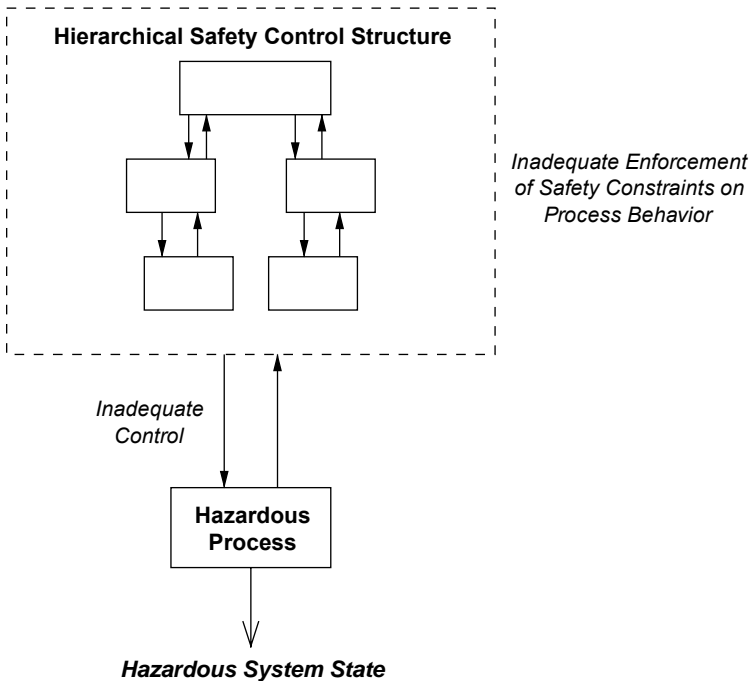 Hierarchical Safety Control Structure
Inadequate Enforcement
of Safety Constraints on
Process Behavior
Inadequate
Control
Hazardous
Process
Hazardous System State